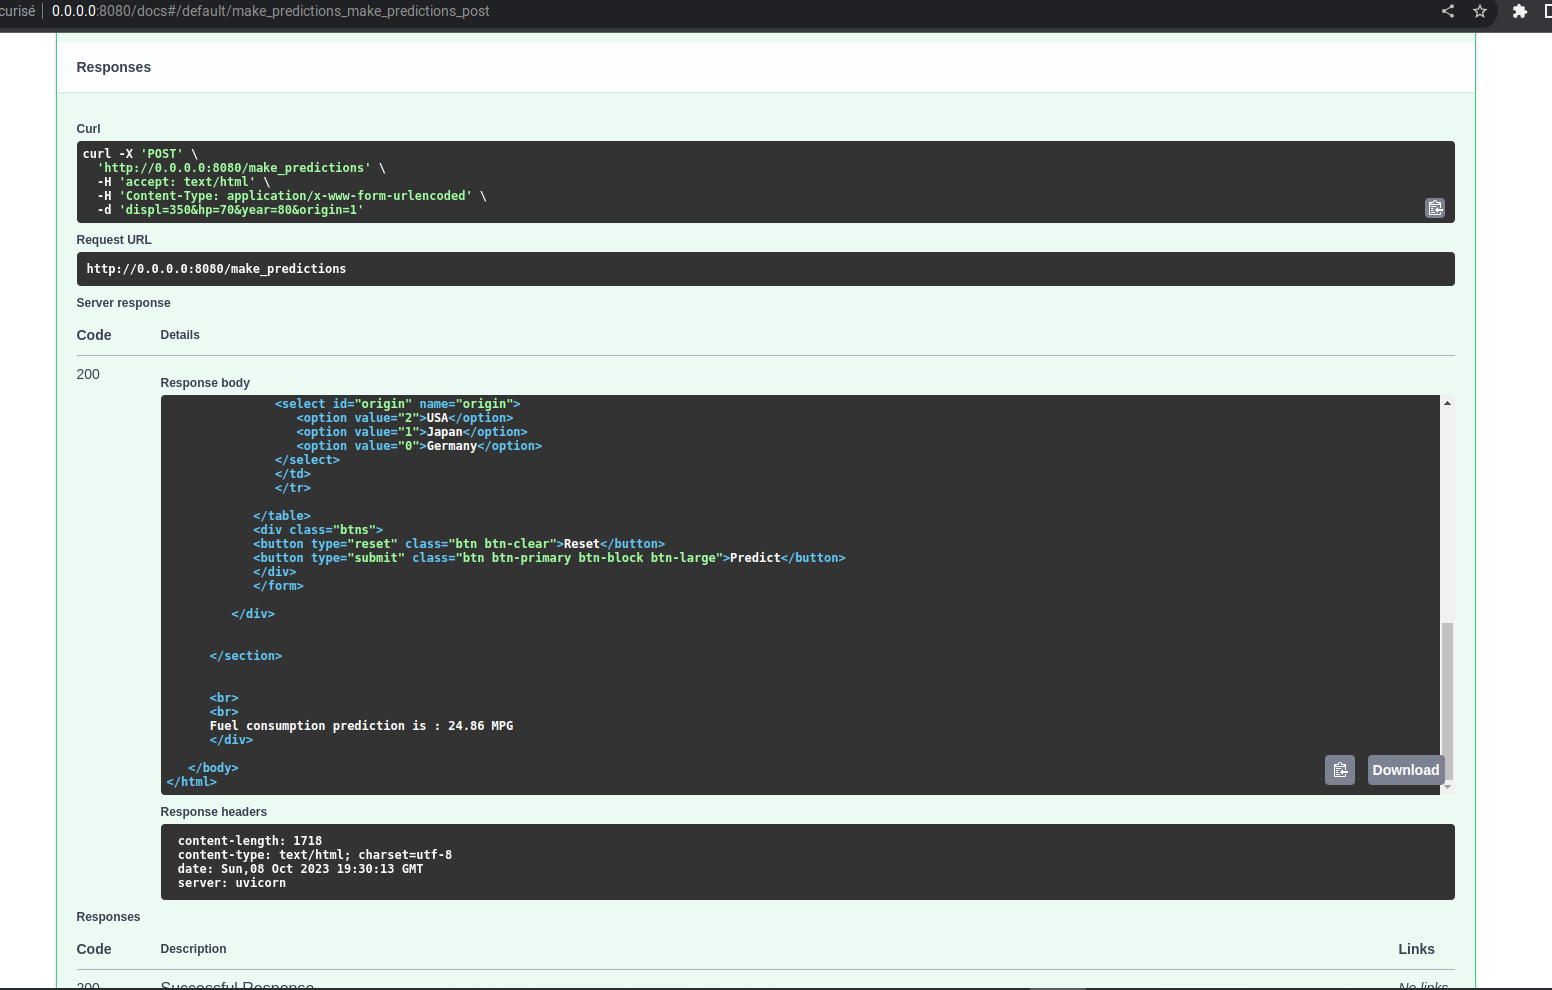 curisé 0.0.0.0:8080/docs#/default/make_predictions_make_predictions_post
Responses
Curl
curl -X 'POST' \
  'http://0.0.0.0:8080/make_predictions' \
  -H 'accept: text/html' \
  -H 'Content-Type: application/x-www-form-urlencoded' \
  -d 'displ=350&hp=70&year=80&origin=1'
Request URL
http://0.0.0.0:8080/make_predictions
Server response
Code Details
200
Response body
<select id="origin" name="origin">
<option value="2">USA</option>
<option value="1">Japan</option>
<option value="0">Germany</option>
</select>
</td>
</tr>
</table>
<div class="btns">
<button type="reset" class="btn btn-clear">Reset</button>
<button type="submit" class="btn btn-primary btn-block btn-large">Predict</button>
</div>
</form>
</div>
</section>
<br>
<br>
Fuel consumption prediction is : 24.86 MPG
</div>
</body>
</html>
Download
Response headers
content-length: 1718
content-type: text/html; charset=utf-8
date: Sun,08 Oct 2023 19:30:13 GMT
server: uvicorn
Responses
Code Description Links
200 Successful Response No links